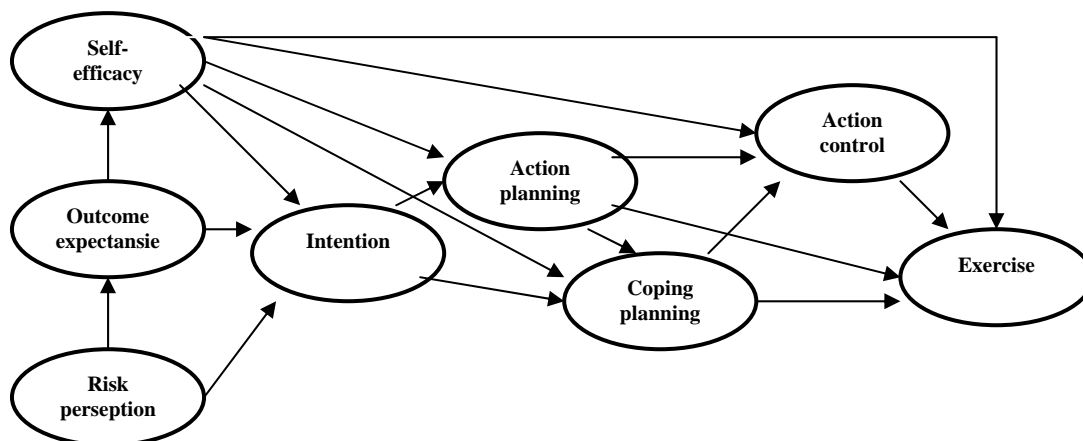 Self-
efficacy
Action
control
Action
planning
Outcome
expectansie
Intention
Exercise
Coping
planning
Risk
perseption